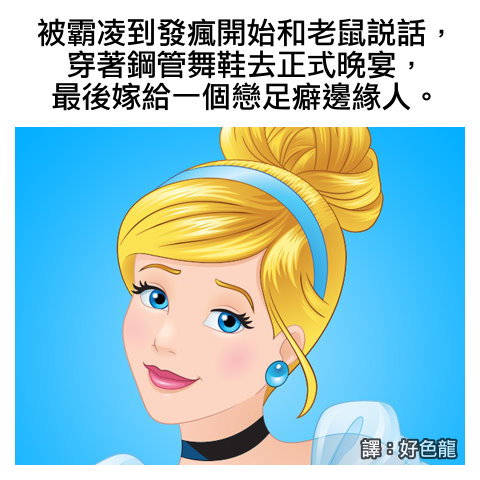 被霸凌到發瘋開始和老鼠説話，
穿著鋼管舞鞋去正式晚宴，
最後嫁給一個戀足癖邊緣人。
譯：好色龍